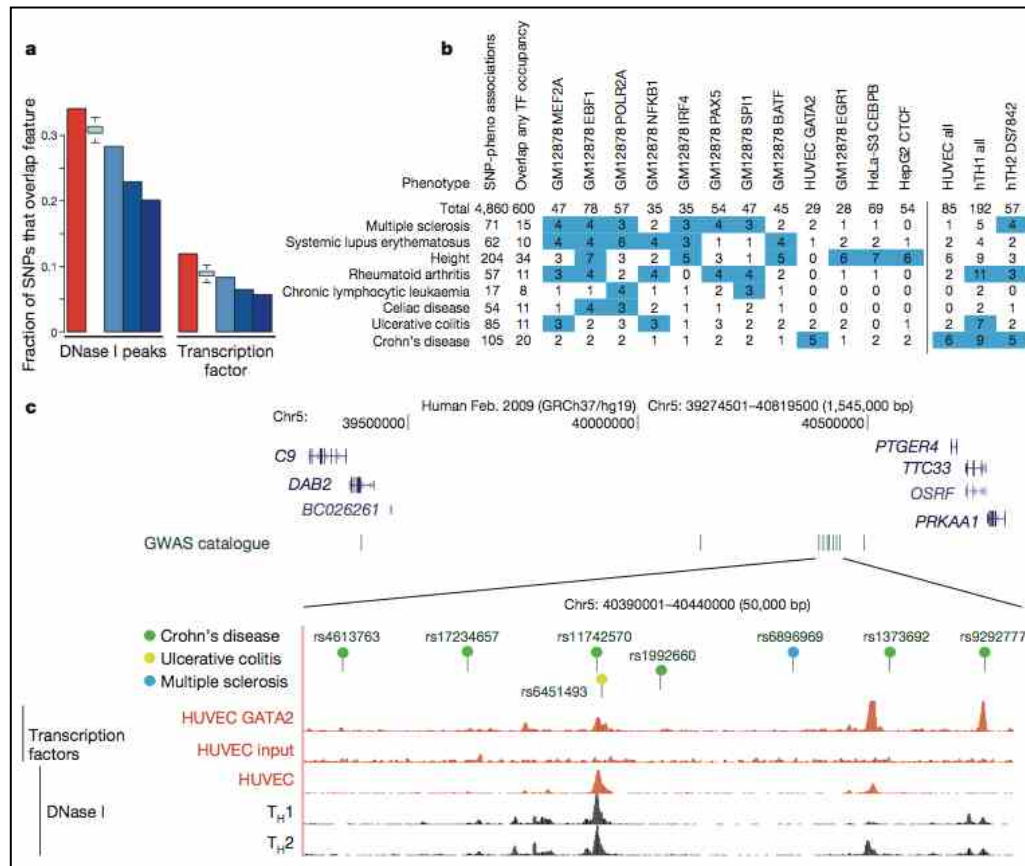 a
Fraction of SNPs that overlap feature
0.3
0.2
0.1
0
DNase I peaks
Transcription factor
b
Phenotype SNP-pheno associations Overlap any TF occupancy GM12878 MEF2A GM12878 EBF1 GM12878 POLR2A GM12878 NFKB1 GM12878 IRF4 GM12878 PAX5 GM12878 SPI1 GM12878 BATF HUVEC GATA2 GM12878 EGR1 HeLa-S3 CEBPB HepG2 CTCF HUVEC all hTH1 all hTH2 DS7842
Total 4,860 600 47 78 57 35 35 54 47 45 29 28 69 54 85 192 57
Multiple sclerosis 71 15 4 4 3 2 3 4 3 2 2 1 1 0 1 5 4
Systemic lupus erythematosus 62 10 4 4 6 4 3 1 1 4 1 2 2 1 2 4 2
Height 204 34 3 7 3 2 5 3 1 5 0 6 7 6 6 9 3
Rheumatoid arthritis 57 11 3 4 2 4 2 4 4 2 0 1 1 0 2 11 3
Chronic lymphocytic leukaemia 17 8 1 1 4 1 2 2 3 1 0 0 0 0 0 2 1
Celiac disease 54 11 1 4 3 2 1 1 2 1 0 0 0 0 0 2 1
Ulcerative colitis 85 11 3 2 3 3 1 3 2 2 2 2 0 1 2 7 2
Crohn's disease 105 20 2 2 2 1 1 2 2 2 5 1 2 2 6 9 5
c
Human Feb. 2009 (GRCh37/hg19) Chr5: 39274501–40819500 (1,545,000 bp)
Chr5: 39500000 40000000 40500000
C9
DAB2
BC026261
PTGER4
TTC33
OSRF
PRKAA1
GWAS catalogue
Chr5: 40390001–40440000 (50,000 bp)
Crohn's disease
Ulcerative colitis
Multiple sclerosis
rs4613763 rs17234657 rs11742570 rs6896969 rs1373692 rs9292777
rs1992660
rs6451493
Transcription factors
HUVEC GATA2
HUVEC input
DNase I
HUVEC
TH1
TH2